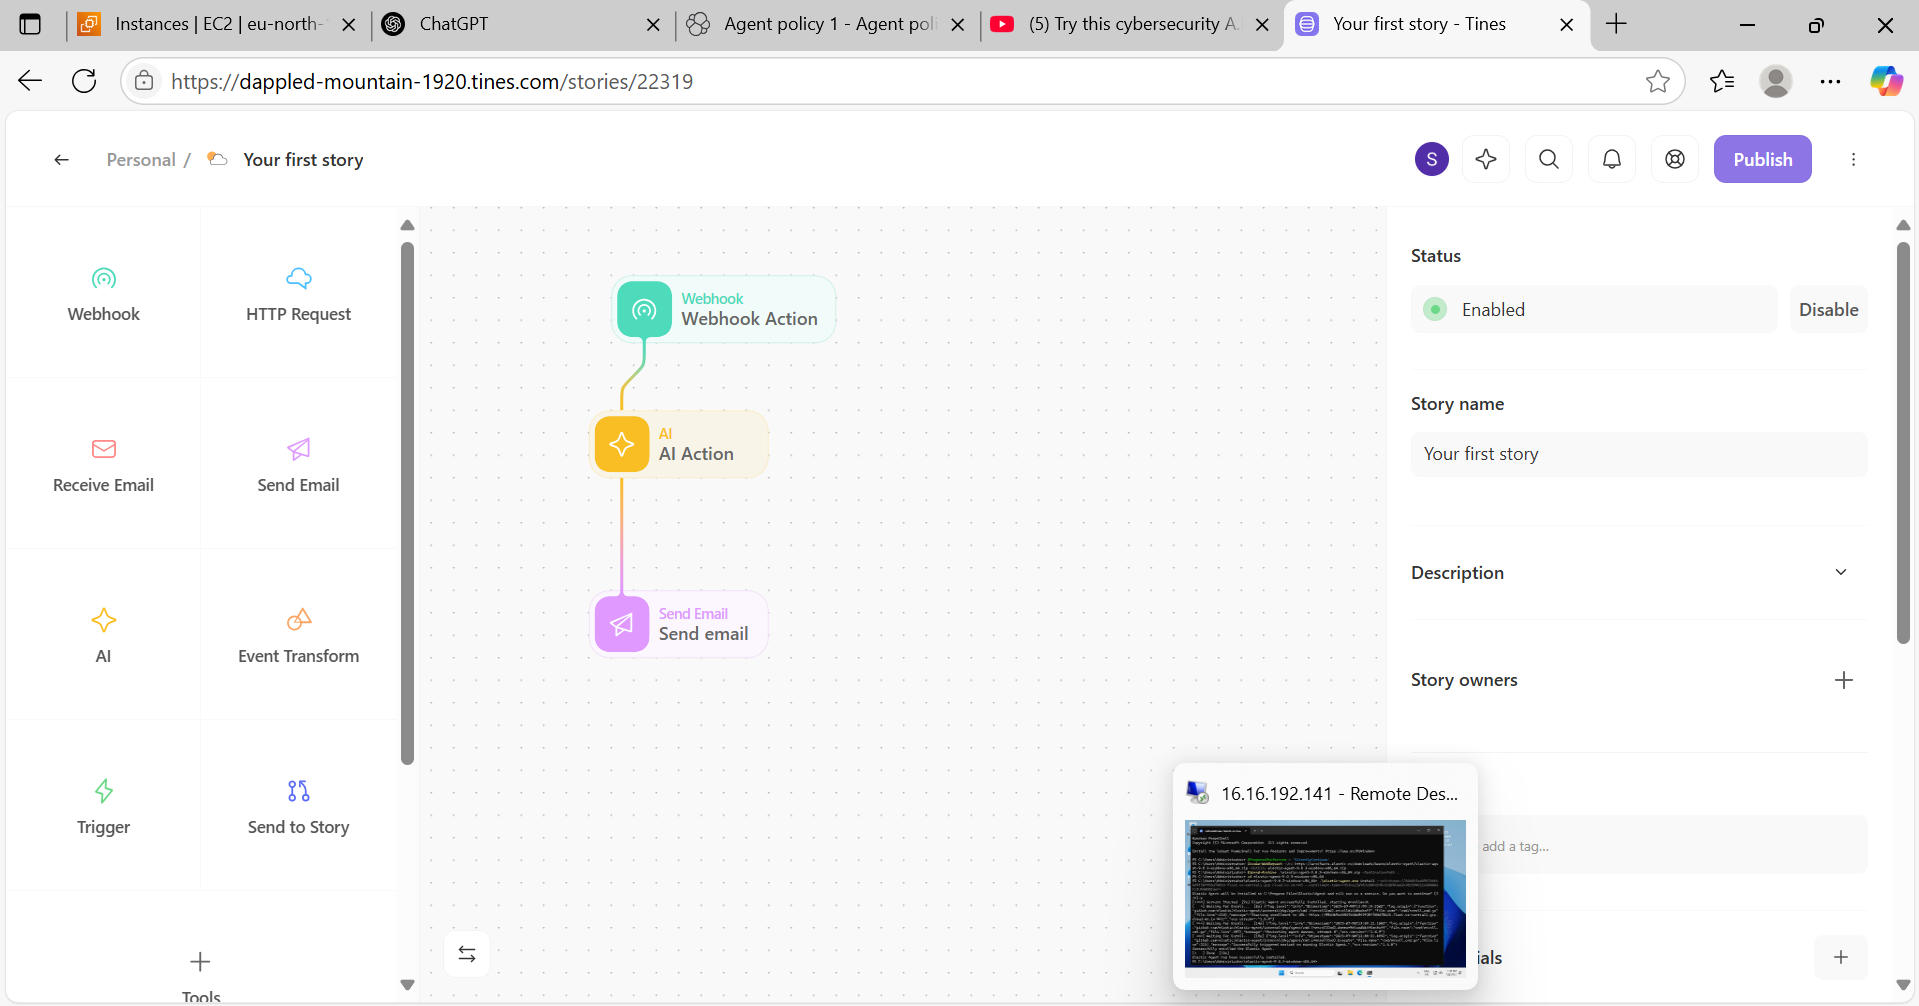 Instances | EC2 | eu-north-
ChatGPT
Agent policy 1 - Agent poli
(5) Try this cybersecurity A.
Your first story - Tines
https://dappled-mountain-1920.tines.com/stories/22319
Personal / Your first story
S
Publish
Webhook
HTTP Request
Receive Email
Send Email
AI
Event Transform
Trigger
Send to Story
Tools
Webhook
Webhook Action
AI
AI Action
Send Email
Send email
Status
Enabled
Disable
Story name
Your first story
Description
Story owners
add a tag...
ials
16.16.192.141 - Remote Des...